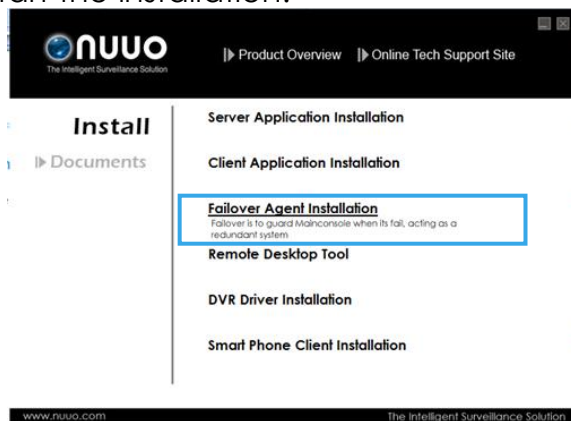 nuuo
The Intelligent Surveillance Solution
Product Overview Online Tech Support Site
Install
Documents
Server Application Installation
Client Application Installation
Failover Agent Installation
Failover is to guard Mainconsole when its fail, acting as a
redundant system
Remote Desktop Tool
DVR Driver Installation
Smart Phone Client Installation
www.nuuo.com The Intelligent Surveillance Solution